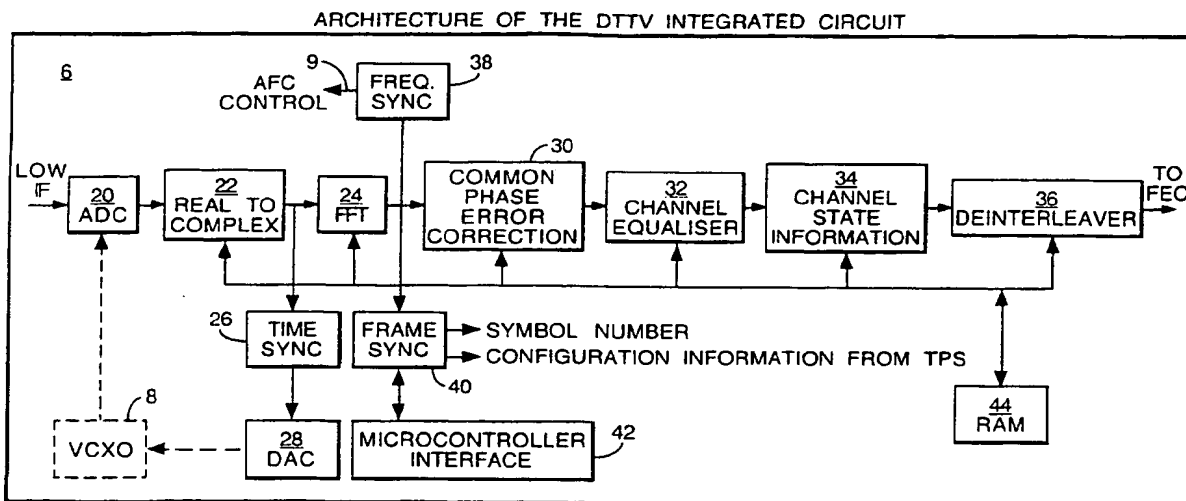 ARCHITECTURE OF THE DTTV INTEGRATED CIRCUIT
6
9
38
AFC
CONTROL
FREQ.
SYNC
30
LOW
IF
20
ADC
22
REAL TO
COMPLEX
24
FFT
COMMON
PHASE
ERROR
CORRECTION
32
CHANNEL
EQUALISER
34
CHANNEL
STATE
INFORMATION
36
DEINTERLEAVER
TO
FEC
26
TIME
SYNC
FRAME
SYNC
40
SYMBOL NUMBER
CONFIGURATION INFORMATION FROM TPS
8
VCXO
28
DAC
MICROCONTROLLER
INTERFACE
42
44
RAM